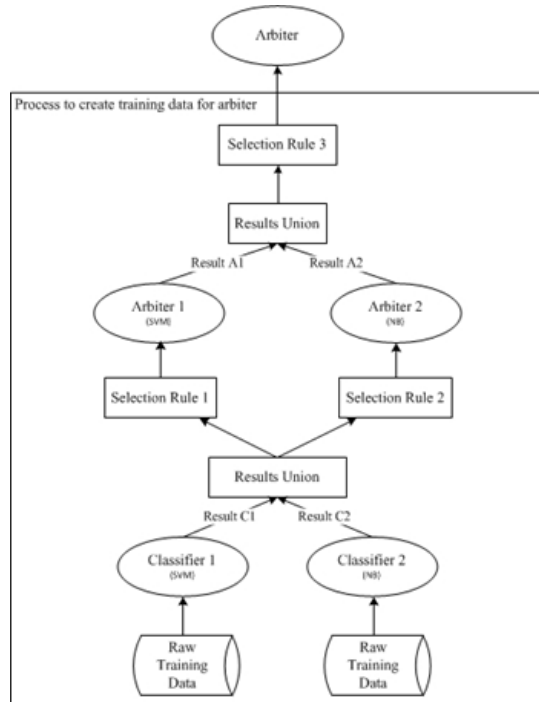 Arbiter
Process to create training data for arbiter
Selection Rule 3
Results Union
Result A1
Result A2
Arbiter 1
(SVM)
Arbiter 2
(NB)
Selection Rule 1
Selection Rule 2
Results Union
Result C1
Result C2
Classifier 1
(SVM)
Classifier 2
(NB)
Raw
Training
Data
Raw
Training
Data